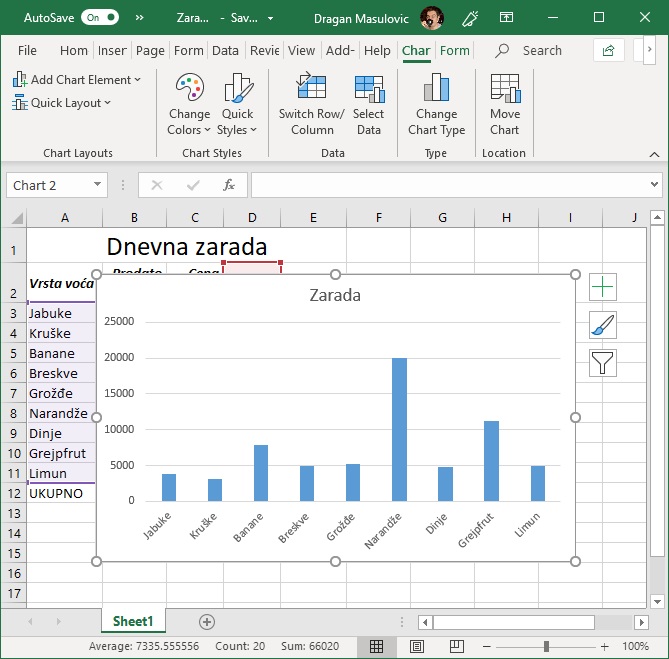 AutoSave On » Zara... - Sav... Dragan Masulovic
File Hom Inser Page Form Data Revie View Add- Help Char Form Search
Add Chart Element
Quick Layout
Change Colors
Quick Styles
Switch Row/ Column
Select Data
Change Chart Type
Move Chart
Chart Layouts Chart Styles Data Type Location
Chart 2 fx
A B C D E F G H I J
1 Dnevna zarada
2 Vrsta voća Prodato Cena
3 Jabuke
4 Kruške
5 Banane
6 Breskve
7 Grožđe
8 Narandže
9 Dinje
10 Grejpfrut
11 Limun
12 UKUPNO
13
14
15
16
17
Zarada
25000
20000
15000
10000
5000
0
Jabuke Kruške Banane Breskve Grožđe Narandže Dinje Grejpfrut Limun
Sheet1
Average: 7335.555556 Count: 20 Sum: 66020 100%